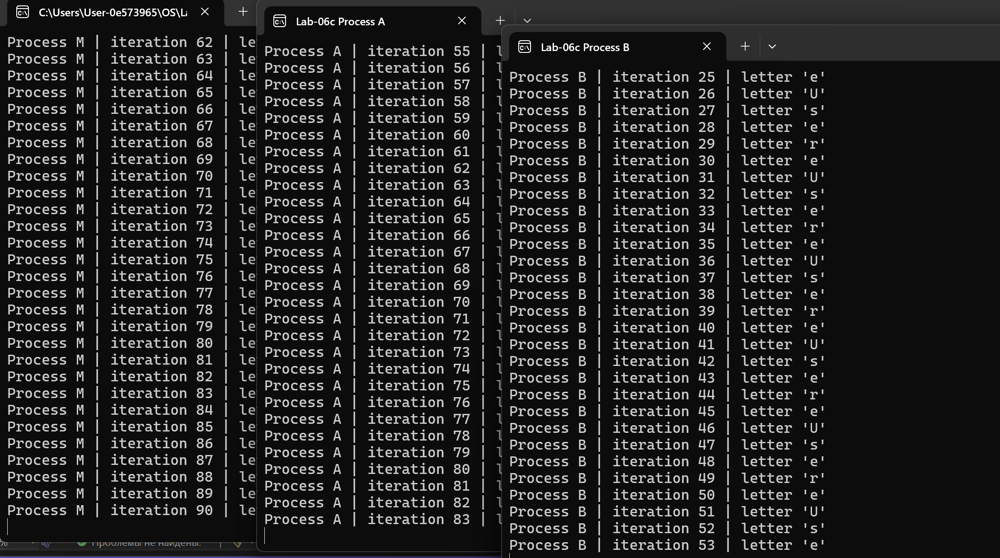 C:\Users\User-0e573965\OS\La
Process M | iteration 62 | le
Process M | iteration 63 | le
Process M | iteration 64 | le
Process M | iteration 65 | le
Process M | iteration 66 | le
Process M | iteration 67 | le
Process M | iteration 68 | le
Process M | iteration 69 | le
Process M | iteration 70 | le
Process M | iteration 71 | le
Process M | iteration 72 | le
Process M | iteration 73 | le
Process M | iteration 74 | le
Process M | iteration 75 | le
Process M | iteration 76 | le
Process M | iteration 77 | le
Process M | iteration 78 | le
Process M | iteration 79 | le
Process M | iteration 80 | le
Process M | iteration 81 | le
Process M | iteration 82 | le
Process M | iteration 83 | le
Process M | iteration 84 | le
Process M | iteration 85 | le
Process M | iteration 86 | le
Process M | iteration 87 | le
Process M | iteration 88 | le
Process M | iteration 89 | le
Process M | iteration 90 | le
% Проблемы не найдены.
Lab-06c Process A
Process A | iteration 55 | l
Process A | iteration 56 | l
Process A | iteration 57 | l
Process A | iteration 58 | l
Process A | iteration 59 | l
Process A | iteration 60 | l
Process A | iteration 61 | l
Process A | iteration 62 | l
Process A | iteration 63 | l
Process A | iteration 64 | l
Process A | iteration 65 | l
Process A | iteration 66 | l
Process A | iteration 67 | l
Process A | iteration 68 | l
Process A | iteration 69 | l
Process A | iteration 70 | l
Process A | iteration 71 | l
Process A | iteration 72 | l
Process A | iteration 73 | l
Process A | iteration 74 | l
Process A | iteration 75 | l
Process A | iteration 76 | l
Process A | iteration 77 | l
Process A | iteration 78 | l
Process A | iteration 79 | l
Process A | iteration 80 | l
Process A | iteration 81 | l
Process A | iteration 82 | l
Process A | iteration 83 | l
Lab-06c Process B
Process B | iteration 25 | letter 'e'
Process B | iteration 26 | letter 'U'
Process B | iteration 27 | letter 's'
Process B | iteration 28 | letter 'e'
Process B | iteration 29 | letter 'r'
Process B | iteration 30 | letter 'e'
Process B | iteration 31 | letter 'U'
Process B | iteration 32 | letter 's'
Process B | iteration 33 | letter 'e'
Process B | iteration 34 | letter 'r'
Process B | iteration 35 | letter 'e'
Process B | iteration 36 | letter 'U'
Process B | iteration 37 | letter 's'
Process B | iteration 38 | letter 'e'
Process B | iteration 39 | letter 'r'
Process B | iteration 40 | letter 'e'
Process B | iteration 41 | letter 'U'
Process B | iteration 42 | letter 's'
Process B | iteration 43 | letter 'e'
Process B | iteration 44 | letter 'r'
Process B | iteration 45 | letter 'e'
Process B | iteration 46 | letter 'U'
Process B | iteration 47 | letter 's'
Process B | iteration 48 | letter 'e'
Process B | iteration 49 | letter 'r'
Process B | iteration 50 | letter 'e'
Process B | iteration 51 | letter 'U'
Process B | iteration 52 | letter 's'
Process B | iteration 53 | letter 'e'